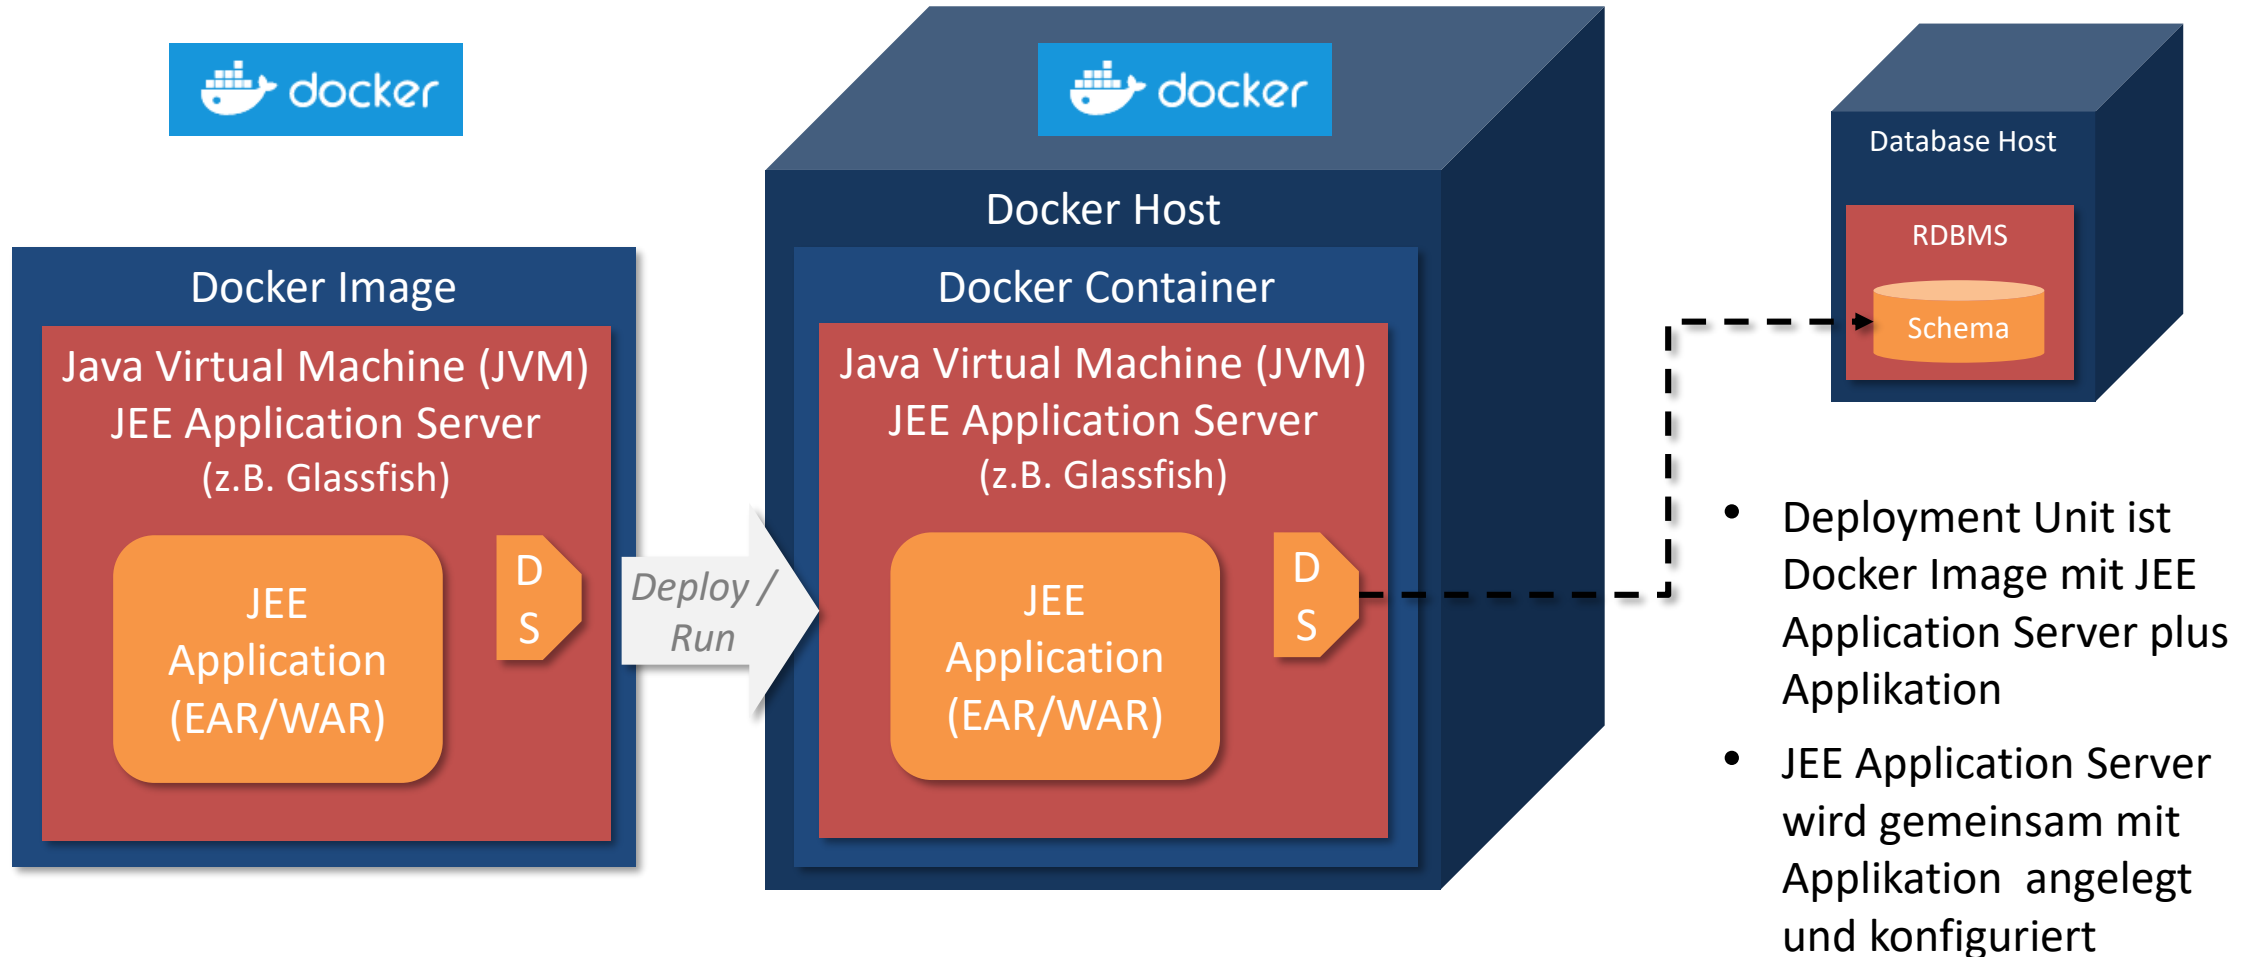 docker
docker
Docker Image
Java Virtual Machine (JVM)
JEE Application Server
(z.B. Glassfish)
JEE
Application
(EAR/WAR)
D
S
Deploy /
Run
Docker Host
Docker Container
Java Virtual Machine (JVM)
JEE Application Server
(z.B. Glassfish)
JEE
Application
(EAR/WAR)
D
S
Database Host
RDBMS
Schema
• Deployment Unit ist
Docker Image mit JEE
Application Server plus
Applikation
• JEE Application Server
wird gemeinsam mit
Applikation angelegt
und konfiguriert